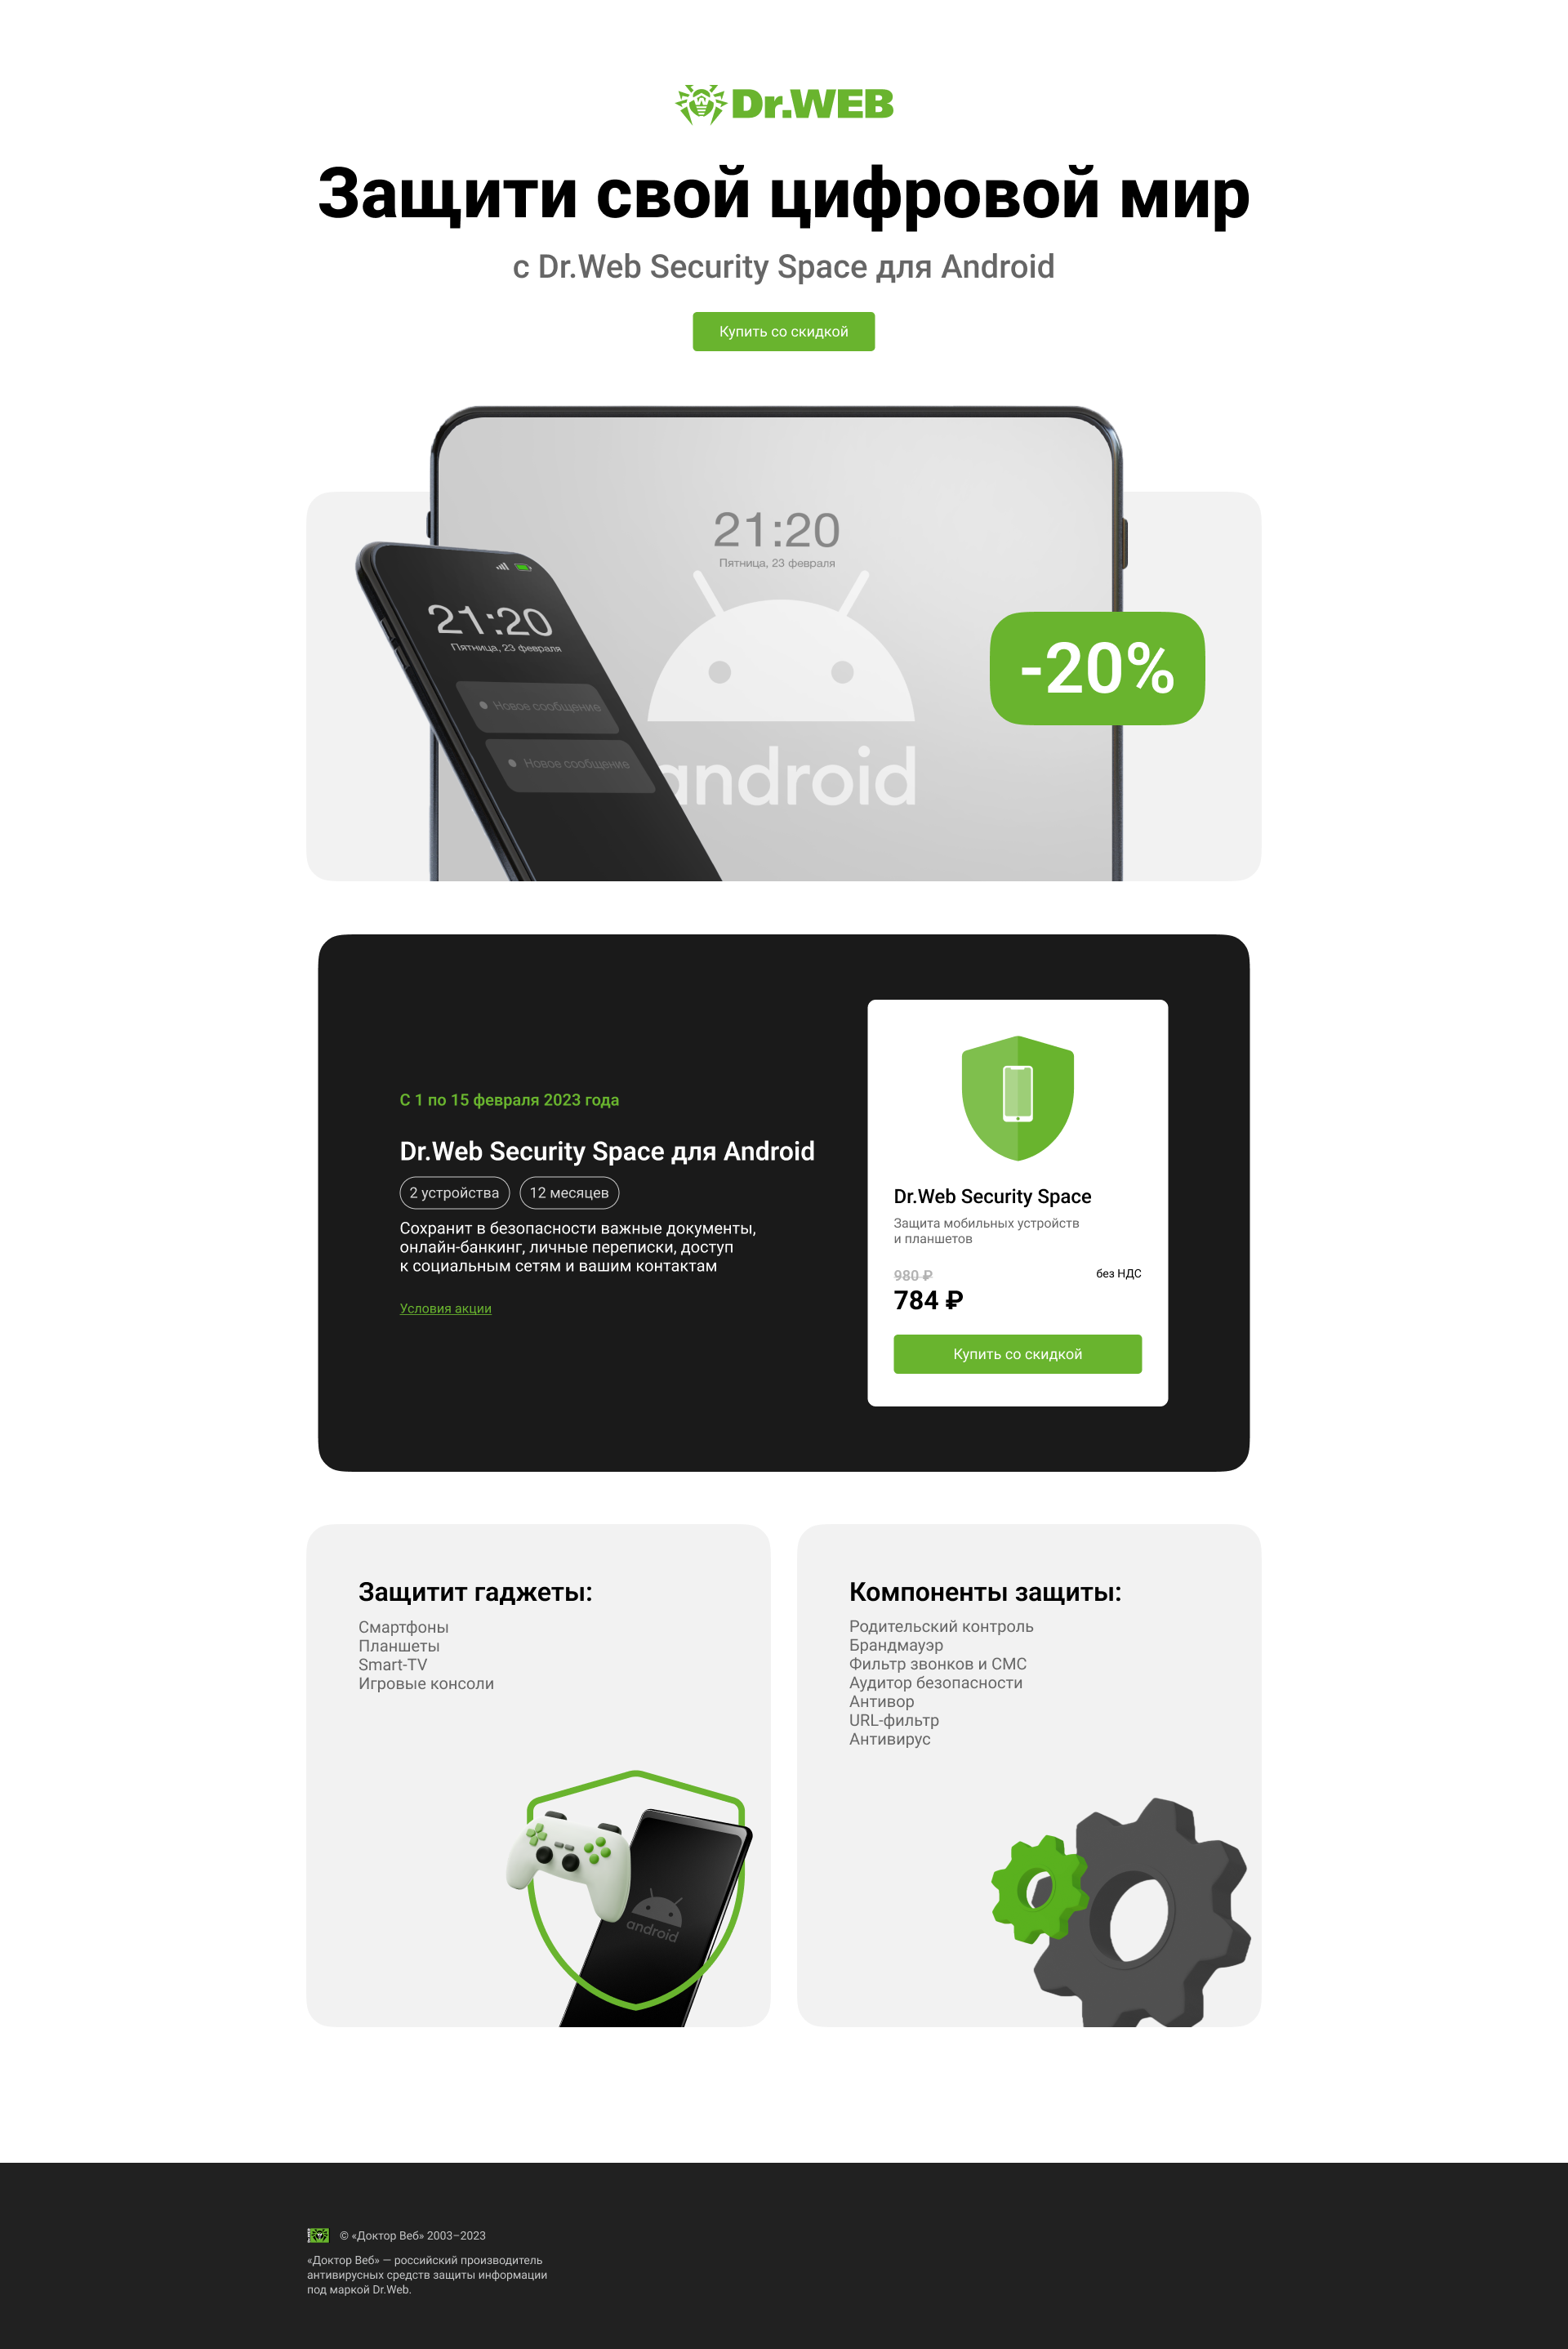 Dr.WEB
Защити свой цифровой мир
с Dr.Web Security Space для Android
Купить со скидкой
21:20
Пятница, 23 февраля
21:20
Пятница, 23 февраля
Новое сообщение
Новое сообщение
android
-20%
С 1 по 15 февраля 2023 года
Dr.Web Security Space для Android
2 устройства
12 месяцев
Сохранит в безопасности важные документы,
онлайн-банкинг, личные переписки, доступ
к социальным сетям и вашим контактам
Условия акции
Dr.Web Security Space
Защита мобильных устройств
и планшетов
980 ₽
без НДС
784 ₽
Купить со скидкой
Защитит гаджеты:
Смартфоны
Планшеты
Smart-TV
Игровые консоли
android
Компоненты защиты:
Родительский контроль
Брандмауэр
Фильтр звонков и СМС
Аудитор безопасности
Антивор
URL-фильтр
Антивирус
© «Доктор Веб» 2003–2023
«Доктор Веб» — российский производитель
антивирусных средств защиты информации
под маркой Dr.Web.